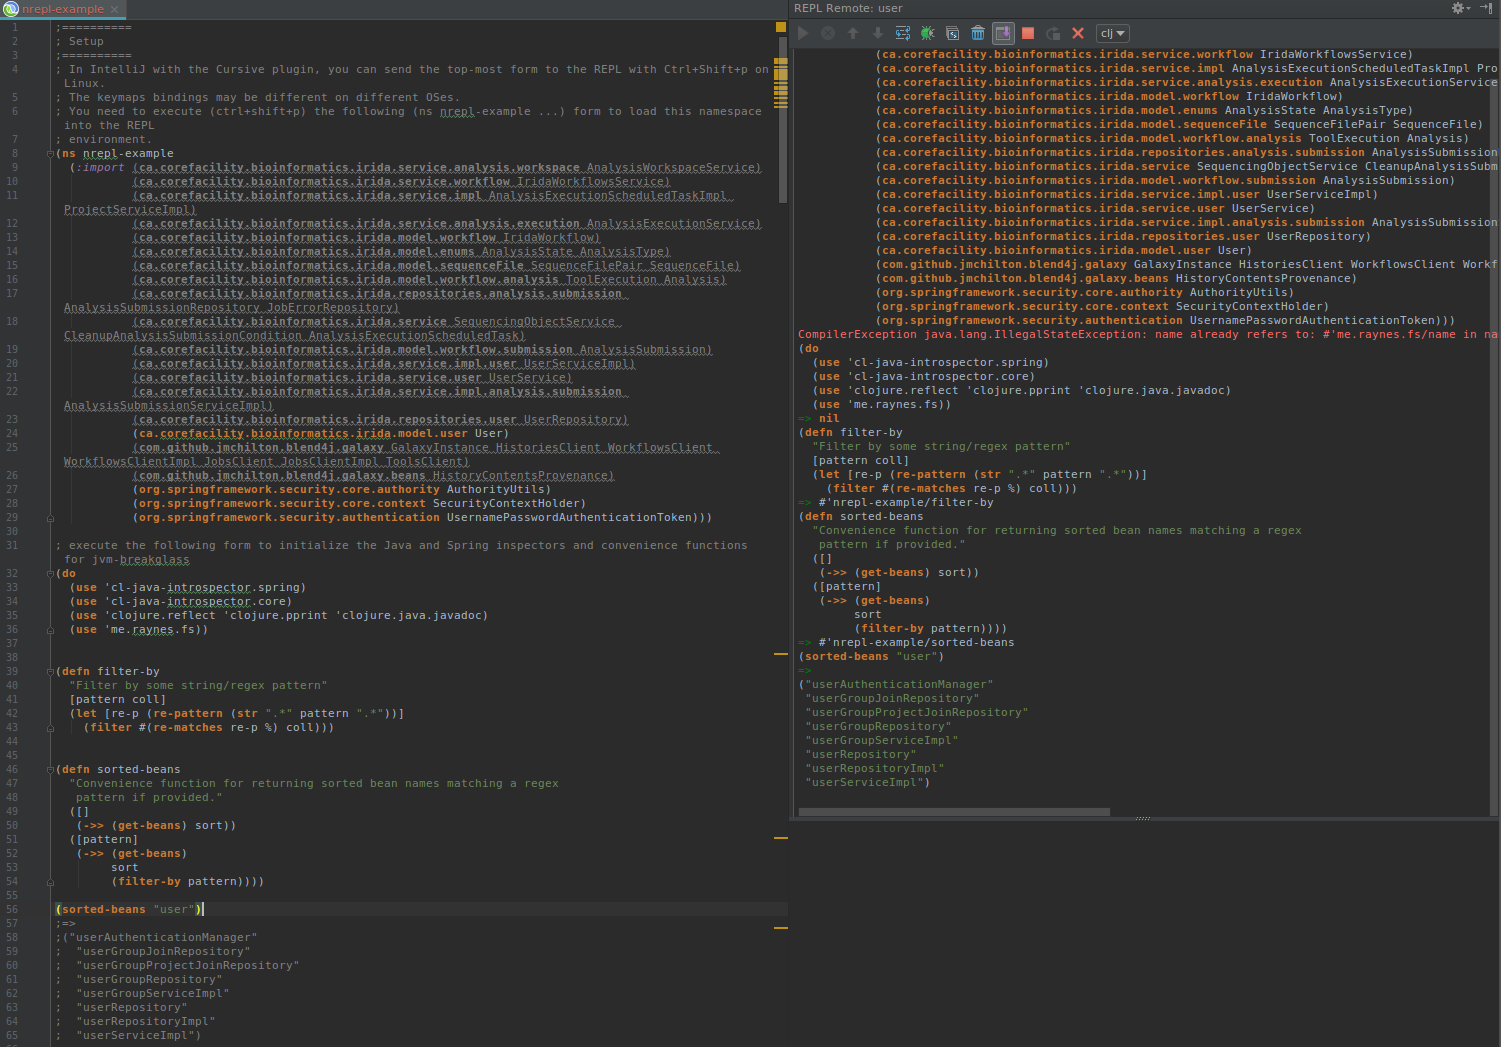 nrepl-example
1 ;==========
2 ; Setup
3 ;==========
4 ; In IntelliJ with the Cursive plugin, you can send the top-most form to the REPL with Ctrl+Shift+p on
Linux.
5 ; The keymaps bindings may be different on different OSes.
6 ; You need to execute (ctrl+shift+p) the following (ns nrepl-example ...) form to load this namespace
into the REPL
7 ; environment.
8 (ns nrepl-example
9 (:import (ca.corefacility.bioinformatics.irida.service.analysis.workspace AnalysisWorkspaceService)
10 (ca.corefacility.bioinformatics.irida.service.workflow IridaWorkflowsService)
11 (ca.corefacility.bioinformatics.irida.service.impl AnalysisExecutionScheduledTaskImpl
ProjectServiceImpl)
12 (ca.corefacility.bioinformatics.irida.service.analysis.execution AnalysisExecutionService)
13 (ca.corefacility.bioinformatics.irida.model.workflow IridaWorkflow)
14 (ca.corefacility.bioinformatics.irida.model.enums AnalysisState AnalysisType)
15 (ca.corefacility.bioinformatics.irida.model.sequenceFile SequenceFilePair SequenceFile)
16 (ca.corefacility.bioinformatics.irida.model.workflow.analysis ToolExecution Analysis)
17 (ca.corefacility.bioinformatics.irida.repositories.analysis.submission
AnalysisSubmissionRepository JobErrorRepository)
18 (ca.corefacility.bioinformatics.irida.service SequencingObjectService
CleanupAnalysisSubmissionCondition AnalysisExecutionScheduledTask)
19 (ca.corefacility.bioinformatics.irida.model.workflow.submission AnalysisSubmission)
20 (ca.corefacility.bioinformatics.irida.service.impl.user UserServiceImpl)
21 (ca.corefacility.bioinformatics.irida.service.user UserService)
22 (ca.corefacility.bioinformatics.irida.service.impl.analysis.submission
AnalysisSubmissionServiceImpl)
23 (ca.corefacility.bioinformatics.irida.repositories.user UserRepository)
24 (ca.corefacility.bioinformatics.irida.model.user User)
25 (com.github.jmchilton.blend4j.galaxy GalaxyInstance HistoriesClient WorkflowsClient
WorkflowsClientImpl JobsClient JobsClientImpl ToolsClient)
26 (com.github.jmchilton.blend4j.galaxy.beans HistoryContentsProvenance)
27 (org.springframework.security.core.authority AuthorityUtils)
28 (org.springframework.security.core.context SecurityContextHolder)
29 (org.springframework.security.authentication UsernamePasswordAuthenticationToken)))
30
31 ; execute the following form to initialize the Java and Spring inspectors and convenience functions
for jvm-breakglass
32 (do
33 (use 'cl-java-introspector.spring)
34 (use 'cl-java-introspector.core)
35 (use 'clojure.reflect 'clojure.pprint 'clojure.java.javadoc)
36 (use 'me.raynes.fs))
37
38
39 (defn filter-by
40 "Filter by some string/regex pattern"
41 [pattern coll]
42 (let [re-p (re-pattern (str ".*" pattern ".*"))]
43 (filter #(re-matches re-p %) coll)))
44
45
46 (defn sorted-beans
47 "Convenience function for returning sorted bean names matching a regex
48 pattern if provided."
49 ([]
50 (->> (get-beans) sort))
51 ([pattern]
52 (->> (get-beans)
53 sort
54 (filter-by pattern))))
55
56 (sorted-beans "user")
57 ;=>
58 ;("userAuthenticationManager"
59 ; "userGroupJoinRepository"
60 ; "userGroupProjectJoinRepository"
61 ; "userGroupRepository"
62 ; "userGroupServiceImpl"
63 ; "userRepository"
64 ; "userRepositoryImpl"
65 ; "userServiceImpl")
REPL Remote: user
clj
(ca.corefacility.bioinformatics.irida.service.workflow IridaWorkflowsService)
(ca.corefacility.bioinformatics.irida.service.impl AnalysisExecutionScheduledTaskImpl Pro
(ca.corefacility.bioinformatics.irida.service.analysis.execution AnalysisExecutionService
(ca.corefacility.bioinformatics.irida.model.workflow IridaWorkflow)
(ca.corefacility.bioinformatics.irida.model.enums AnalysisState AnalysisType)
(ca.corefacility.bioinformatics.irida.model.sequenceFile SequenceFilePair SequenceFile)
(ca.corefacility.bioinformatics.irida.model.workflow.analysis ToolExecution Analysis)
(ca.corefacility.bioinformatics.irida.repositories.analysis.submission AnalysisSubmission
(ca.corefacility.bioinformatics.irida.service SequencingObjectService CleanupAnalysisSubm
(ca.corefacility.bioinformatics.irida.model.workflow.submission AnalysisSubmission)
(ca.corefacility.bioinformatics.irida.service.impl.user UserServiceImpl)
(ca.corefacility.bioinformatics.irida.service.user UserService)
(ca.corefacility.bioinformatics.irida.service.impl.analysis.submission AnalysisSubmission
(ca.corefacility.bioinformatics.irida.repositories.user UserRepository)
(ca.corefacility.bioinformatics.irida.model.user User)
(com.github.jmchilton.blend4j.galaxy GalaxyInstance HistoriesClient WorkflowsClient Workf
(com.github.jmchilton.blend4j.galaxy.beans HistoryContentsProvenance)
(org.springframework.security.core.authority AuthorityUtils)
(org.springframework.security.core.context SecurityContextHolder)
(org.springframework.security.authentication UsernamePasswordAuthenticationToken)))
CompilerException java.lang.IllegalStateException: name already refers to: #'me.raynes.fs/name in na
(do
(use 'cl-java-introspector.spring)
(use 'cl-java-introspector.core)
(use 'clojure.reflect 'clojure.pprint 'clojure.java.javadoc)
(use 'me.raynes.fs))
=> nil
(defn filter-by
"Filter by some string/regex pattern"
[pattern coll]
(let [re-p (re-pattern (str ".*" pattern ".*"))]
(filter #(re-matches re-p %) coll)))
=> #'nrepl-example/filter-by
(defn sorted-beans
"Convenience function for returning sorted bean names matching a regex
pattern if provided."
([]
(->> (get-beans) sort))
([pattern]
(->> (get-beans)
sort
(filter-by pattern))))
=> #'nrepl-example/sorted-beans
(sorted-beans "user")
=>
("userAuthenticationManager"
"userGroupJoinRepository"
"userGroupProjectJoinRepository"
"userGroupRepository"
"userGroupServiceImpl"
"userRepository"
"userRepositoryImpl"
"userServiceImpl")